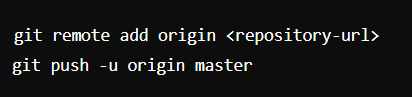 git remote add origin <repository-url>
git push -u origin master